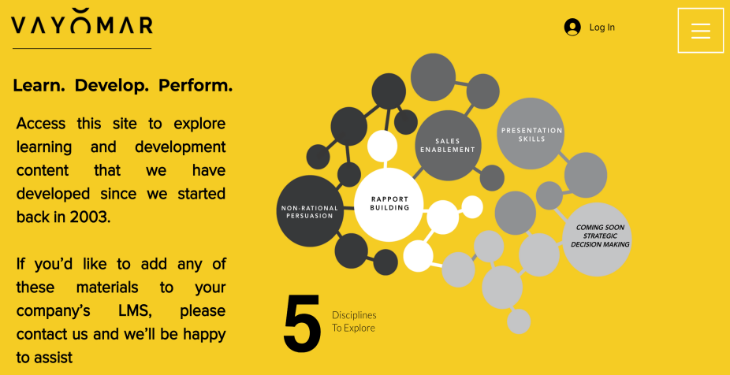 VAYOMAR
Log In
Learn. Develop. Perform.
Access this site to explore
learning and development
content that we have
developed since we started
back in 2003.
If you'd like to add any of
these materials to your
company's LMS, please
contact us and we'll be happy
to assist
SALES
ENABLEMENT
PRESENTATION
SKILLS
NON-RATIONAL
PERSUASION
RAPPORT
BUILDING
COMING SOON
STRATEGIC
DECISION MAKING
5
Disciplines
To Explore